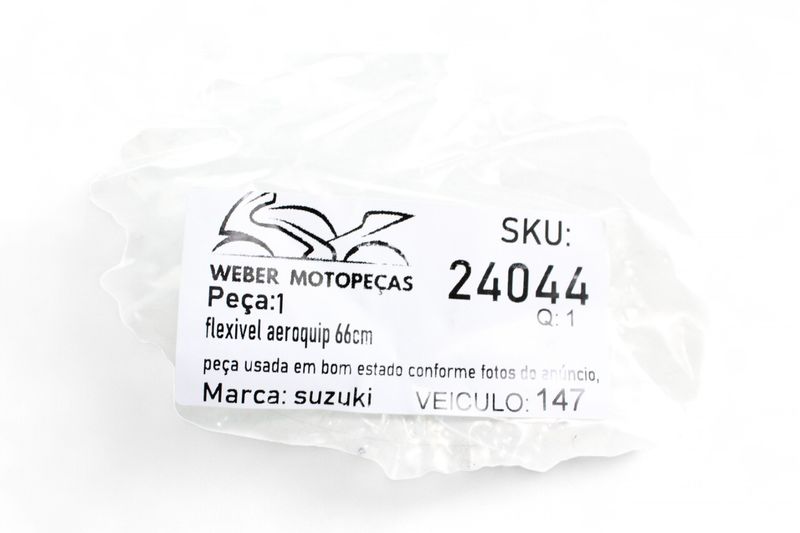 WEBER MOTOPEÇAS
SKU:
24044
Q: 1
Peça:1
flexivel aeroquip 66cm
peça usada em bom estado conforme fotos do anúncio,
Marca: suzuki VEICULO: 147